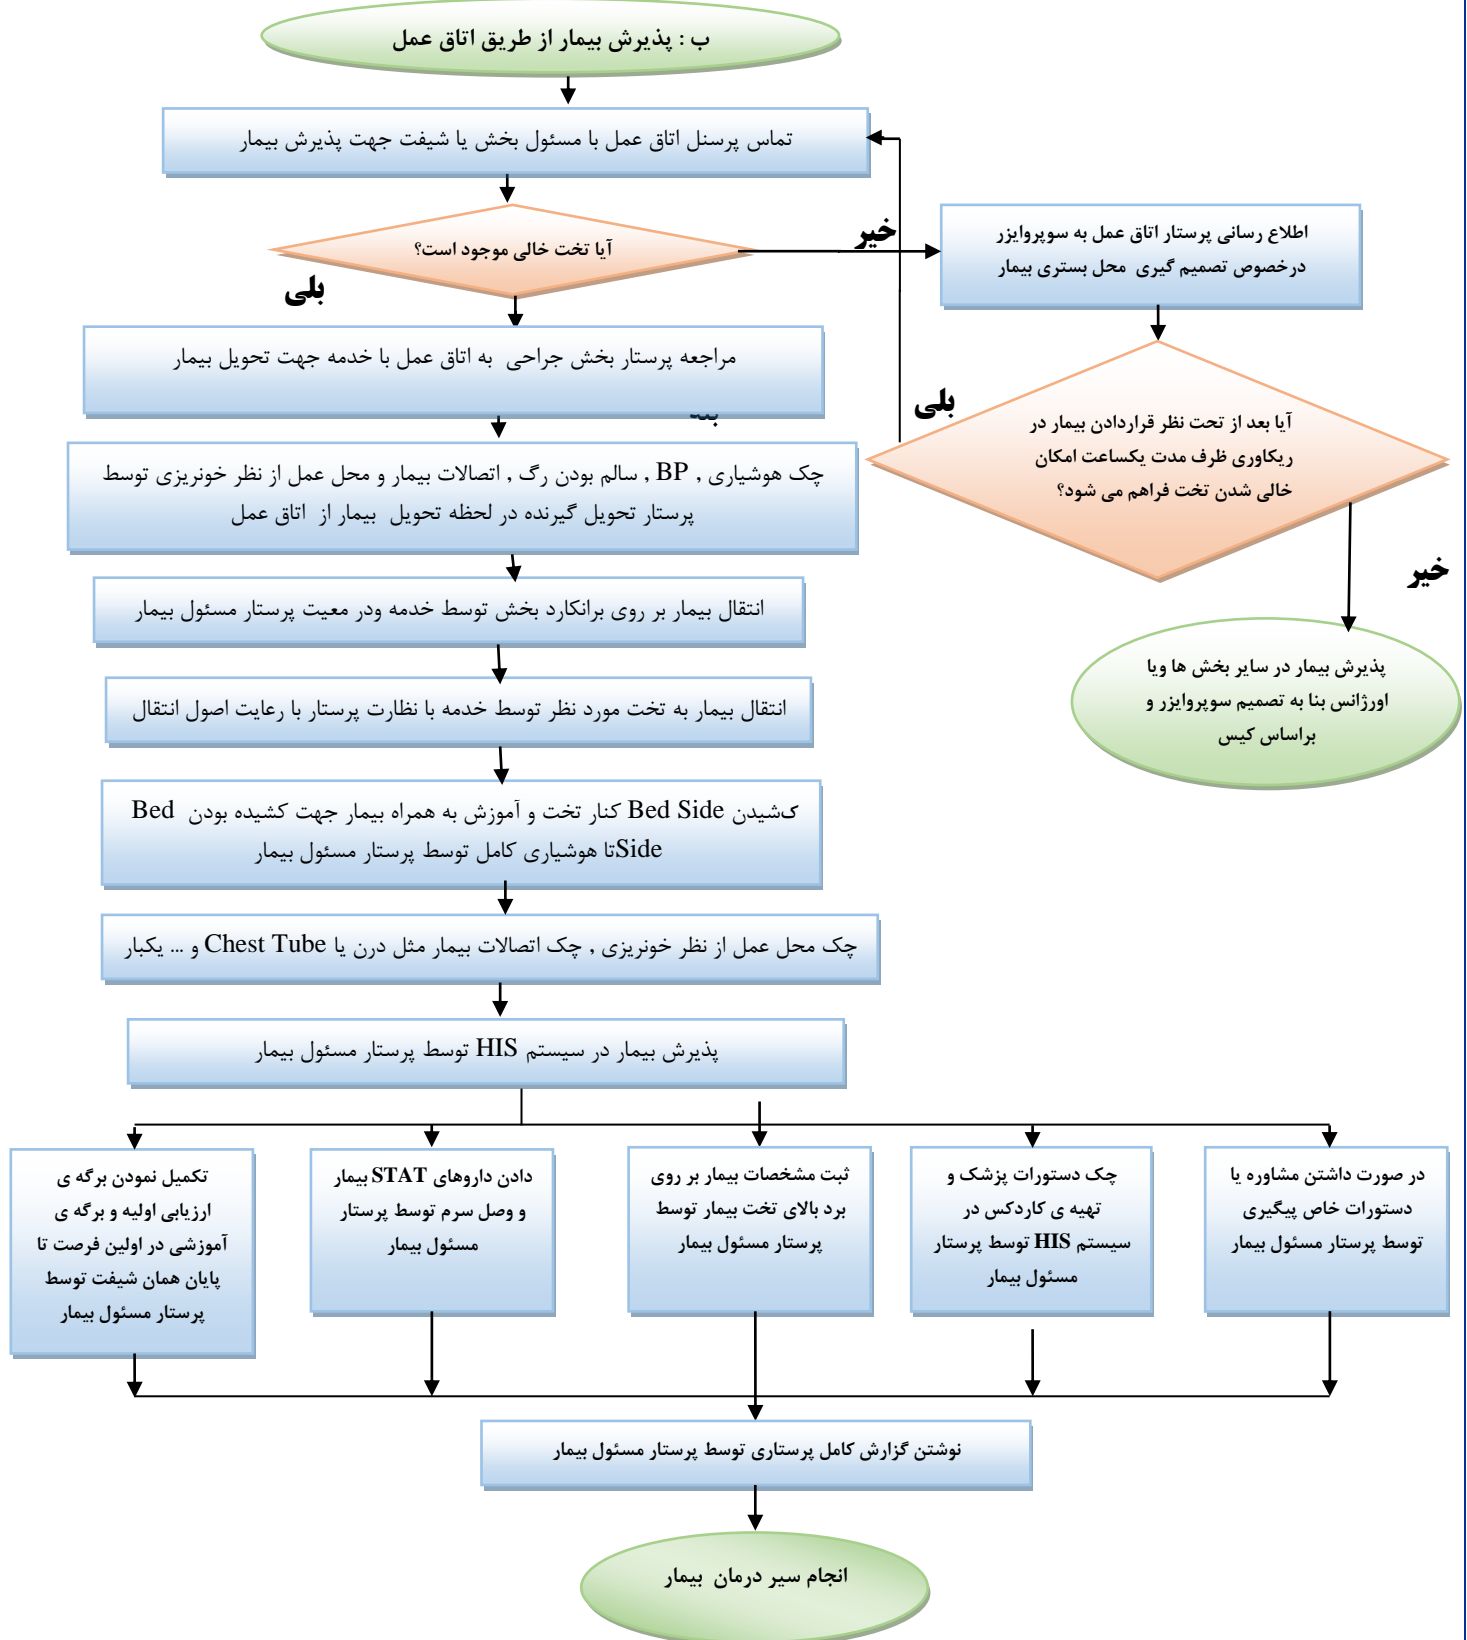 ب : پذیرش بیمار از طریق اتاق عمل
تماس پرسنل اتاق عمل با مسئول بخش یا شیفت جهت پذیرش بیمار
آیا تخت خالی موجود است؟
خیر
اطلاع رسانی پرستار اتاق عمل به سوپروایزر
درخصوص تصمیم گیری محل بستری بیمار
بلی
مراجعه پرستار بخش جراحی به اتاق عمل با خدمه جهت تحویل بیمار
بلی
آیا بعد از تحت نظر قراردادن بیمار در
ریکاوری ظرف مدت یکساعت امکان
خالی شدن تخت فراهم می شود؟
خیر
پذیرش بیمار در سایر بخش ها ویا
اورژانس بنا به تصمیم سوپروایزر و
براساس کیس
چک هوشیاری , BP , سالم بودن رگ , اتصالات بیمار و محل عمل از نظر خونریزی توسط
پرستار تحویل گیرنده در لحظه تحویل بیمار از اتاق عمل
انتقال بیمار بر روی برانکارد بخش توسط خدمه ودر معیت پرستار مسئول بیمار
انتقال بیمار به تخت مورد نظر توسط خدمه با نظارت پرستار با رعایت اصول انتقال
کشیدن Bed Side کنار تخت و آموزش به همراه بیمار جهت کشیده بودن Bed
Sideتا هوشیاری کامل توسط پرستار مسئول بیمار
چک محل عمل از نظر خونریزی , چک اتصالات بیمار مثل درن یا Chest Tube و ... یکبار
پذیرش بیمار در سیستم HIS توسط پرستار مسئول بیمار
در صورت داشتن مشاوره یا
دستورات خاص پیگیری
توسط پرستار مسئول بیمار
چک دستورات پزشک و
تهیه ی کاردکس در
سیستم HIS توسط پرستار
مسئول بیمار
ثبت مشخصات بیمار بر روی
برد بالای تخت بیمار توسط
پرستار مسئول بیمار
دادن داروهای STAT بیمار
و وصل سرم توسط پرستار
مسئول بیمار
تکمیل نمودن برگه ی
ارزیابی اولیه و برگه ی
آموزشی در اولین فرصت تا
پایان همان شیفت توسط
پرستار مسئول بیمار
نوشتن گزارش کامل پرستاری توسط پرستار مسئول بیمار
انجام سیر درمان بیمار